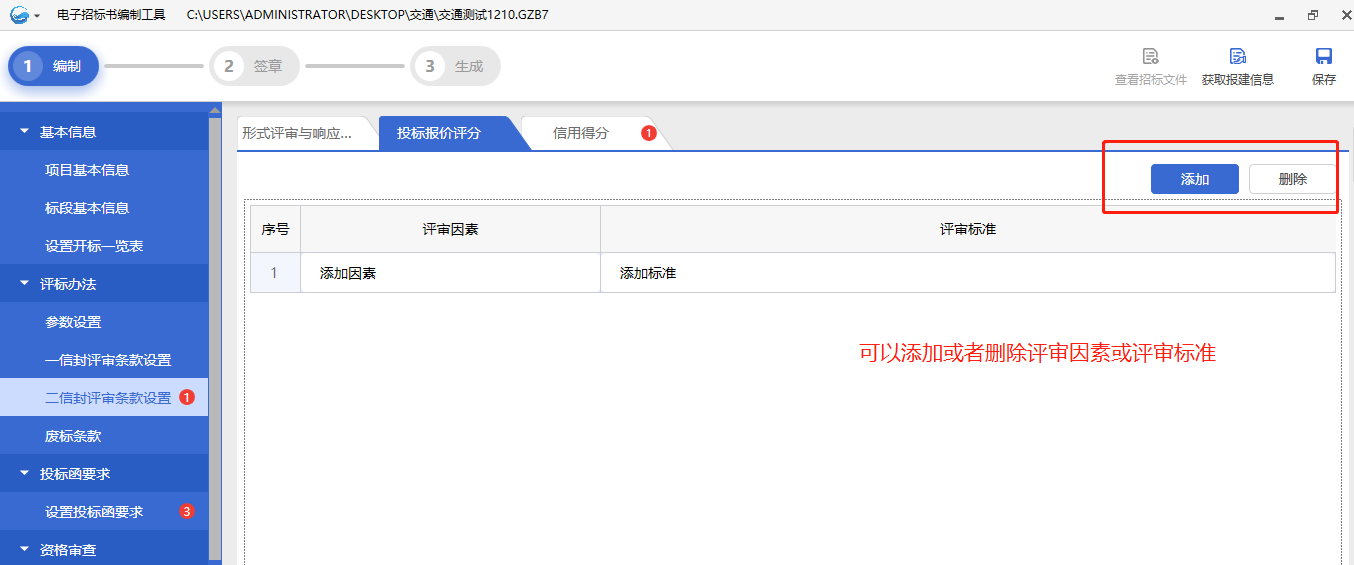 电子招标书编制工具 C:\USERS\ADMINISTRATOR\DESKTOP\交通\交通测试1210.GZB7
1 编制 2 签章 3 生成
查看招标文件 获取报建信息 保存
基本信息
项目基本信息
标段基本信息
设置开标一览表
评标办法
参数设置
一信封评审条款设置
二信封评审条款设置 1
废标条款
投标函要求
设置投标函要求 3
资格审查
形式评审与响应... 投标报价评分 信用得分 1
添加 删除
序号 评审因素 评审标准
1 添加因素 添加标准
可以添加或者删除评审因素或评审标准